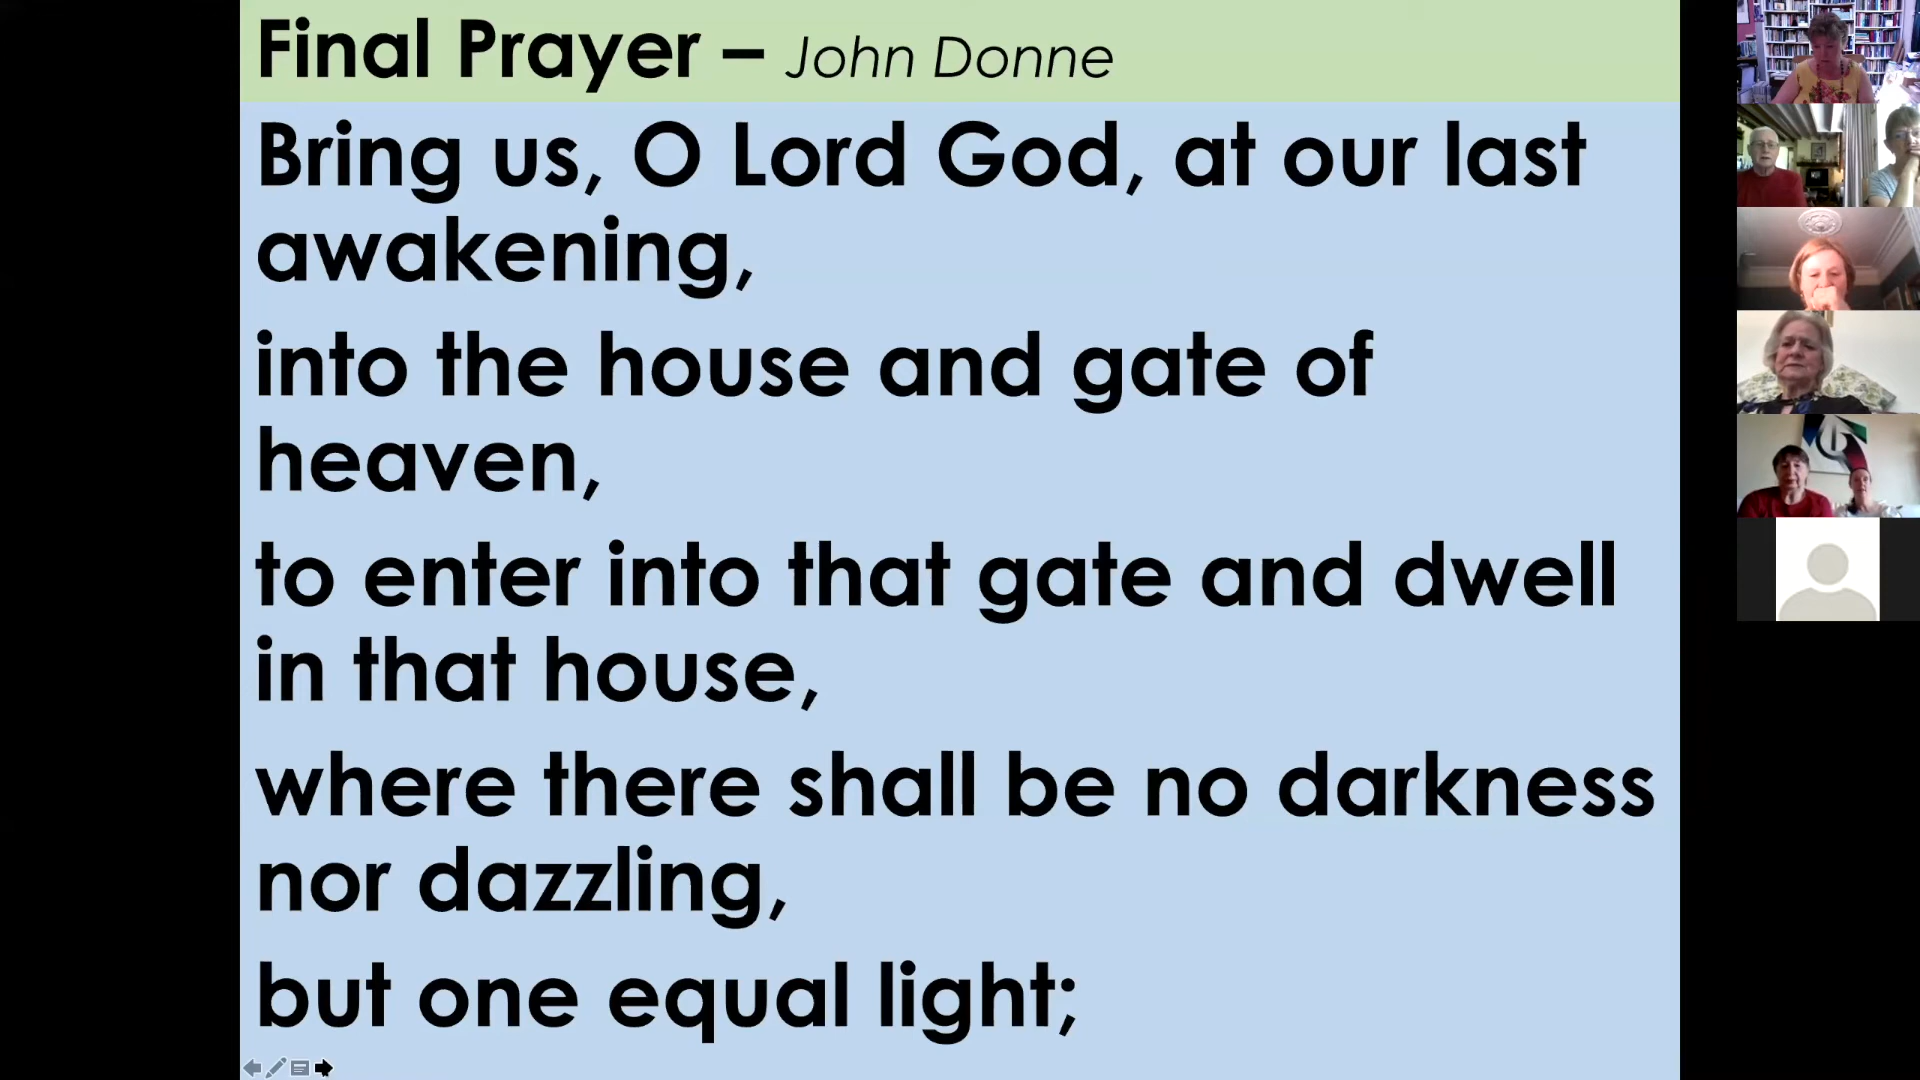 Final Prayer – John Donne
Bring us, O Lord God, at our last
awakening,
into the house and gate of
heaven,
to enter into that gate and dwell
in that house,
where there shall be no darkness
nor dazzling,
but one equal light;